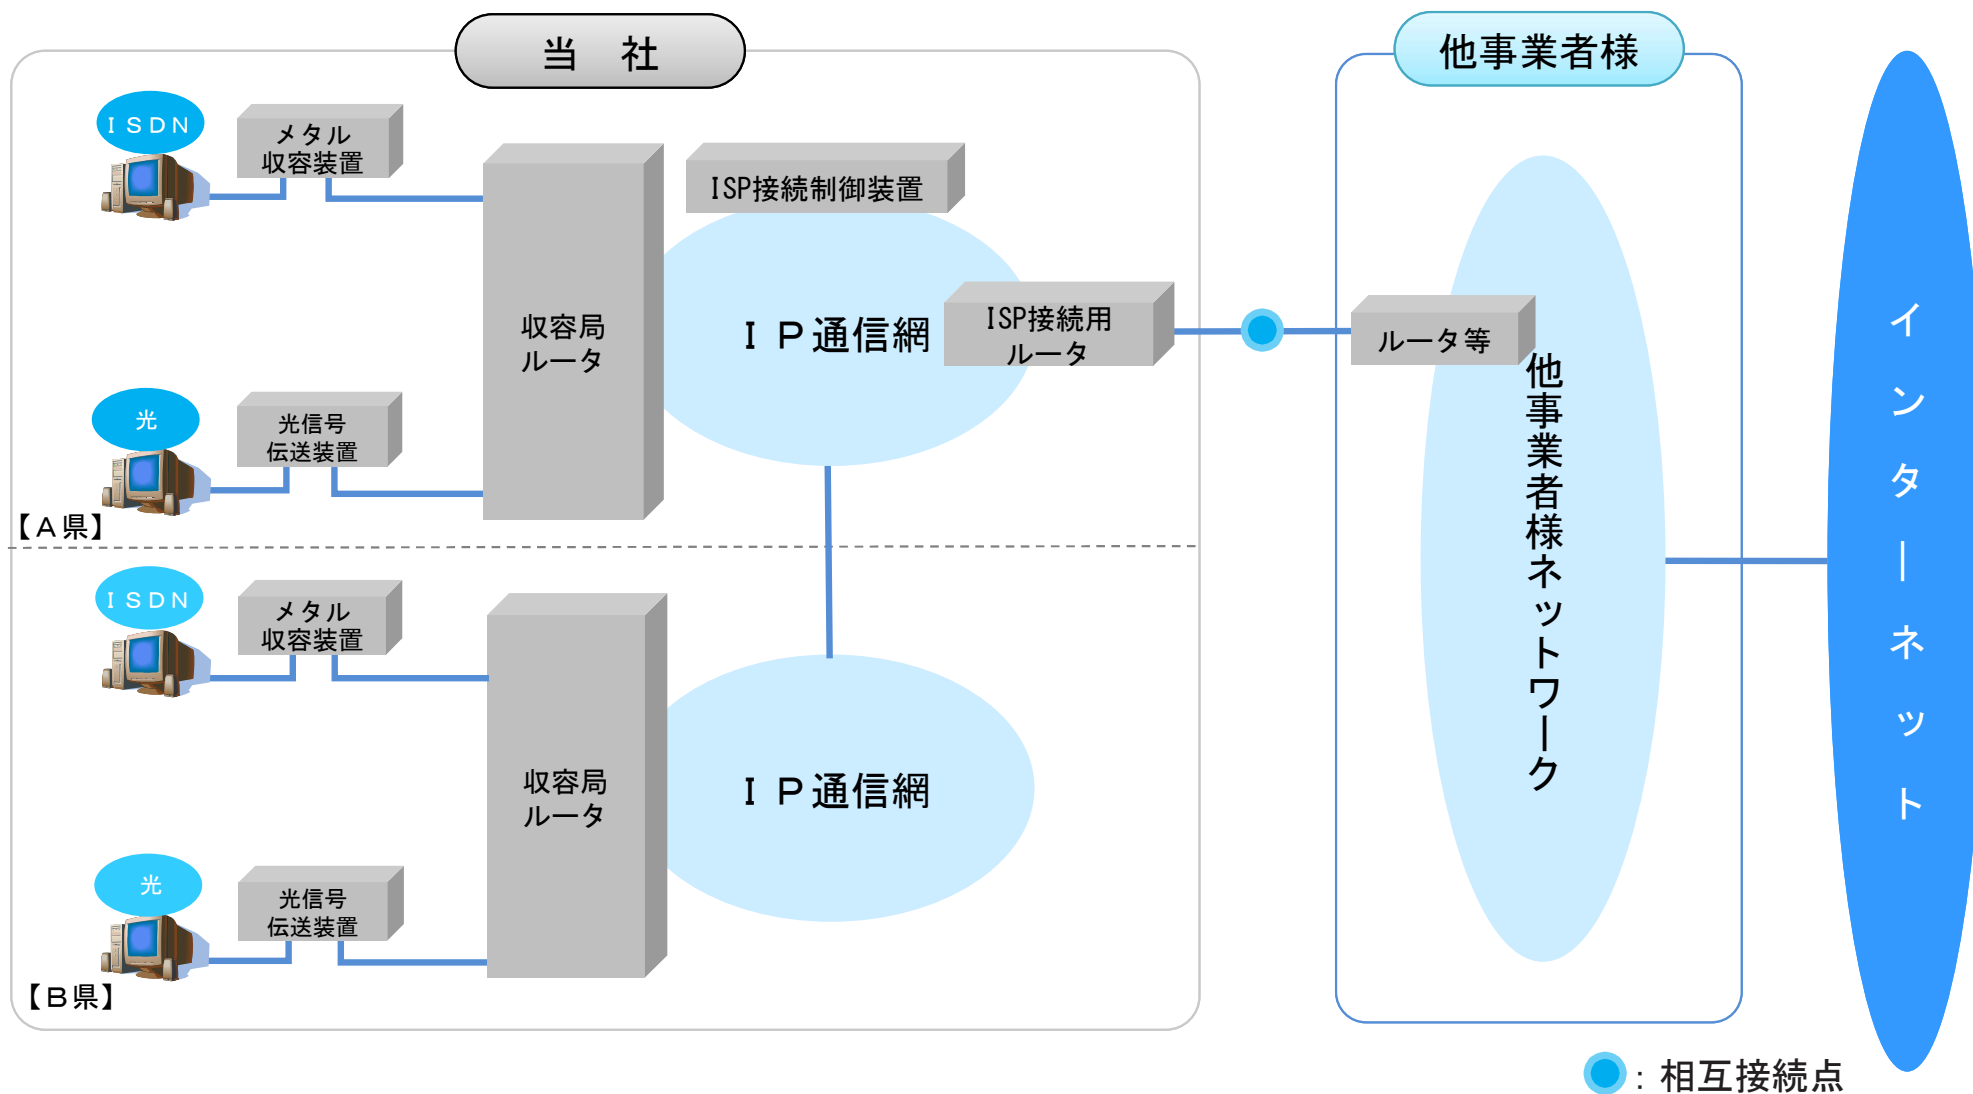 当　社
他事業者様
ＩＳＤＮ
メタル
収容装置
ISP接続制御装置
収容局
ルータ
ＩＰ通信網
ISP接続用
ルータ
ルータ等
光
光信号
伝送装置
【Ａ県】
ＩＳＤＮ
メタル
収容装置
収容局
ルータ
ＩＰ通信網
光
光信号
伝送装置
【Ｂ県】
他事業者様ネットワーク
インターネット
：相互接続点